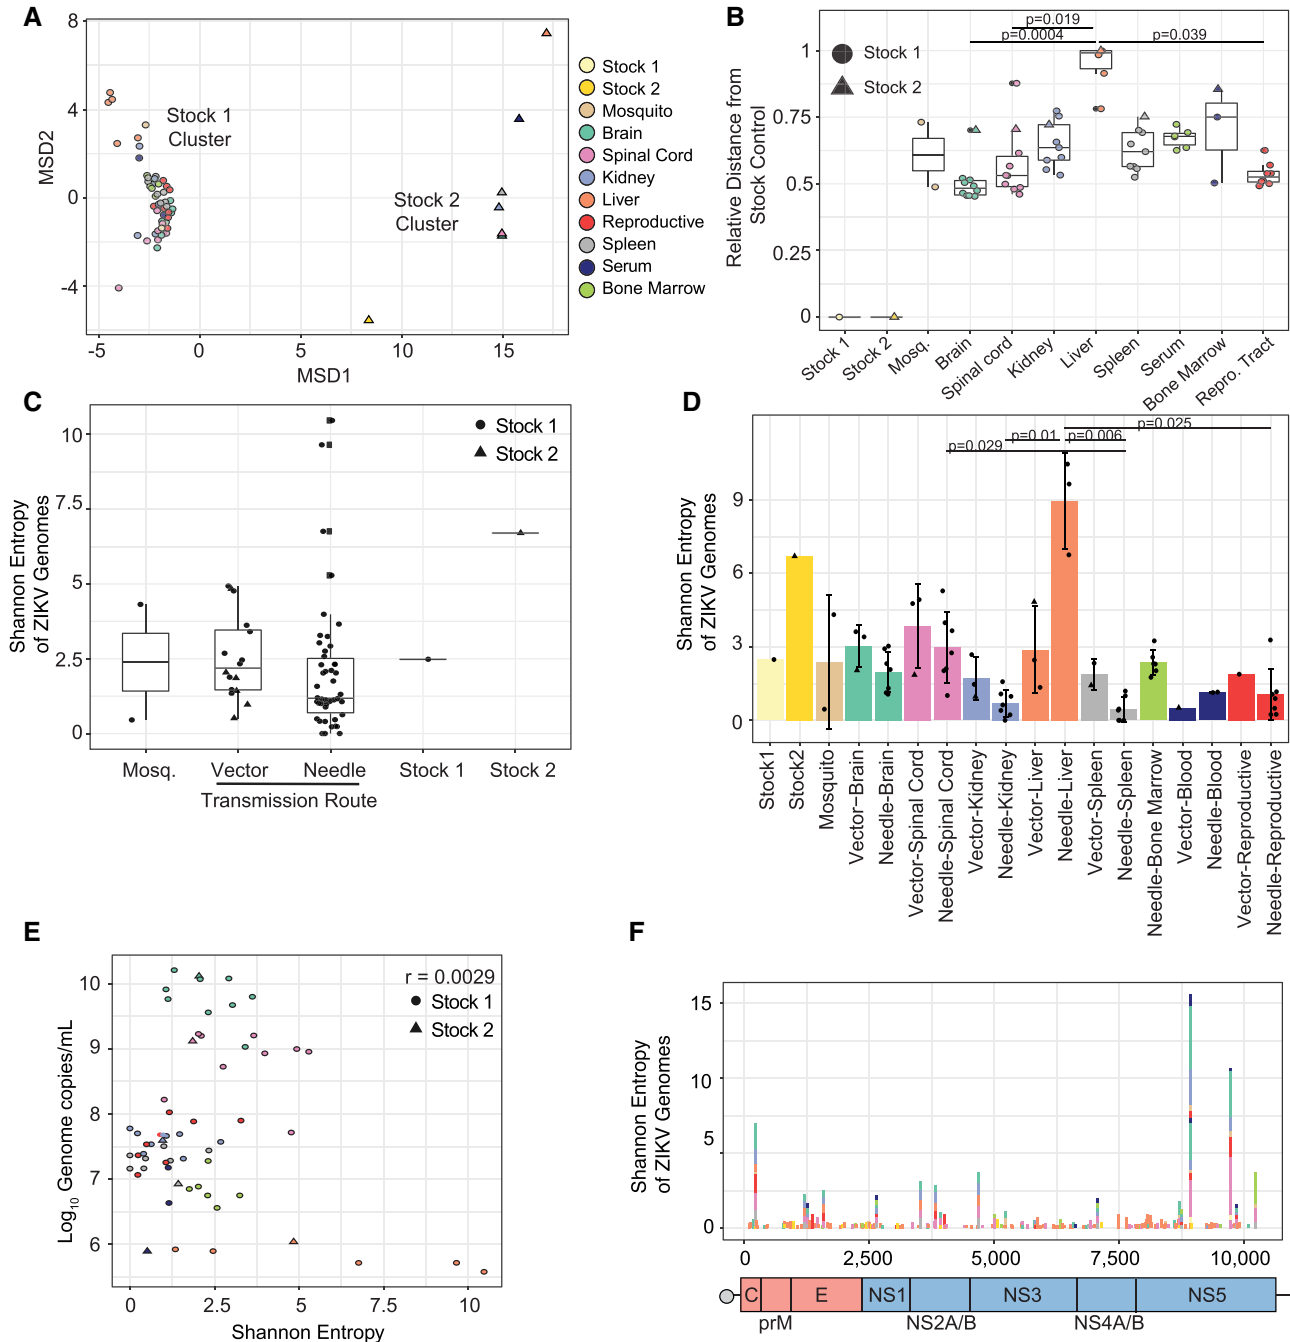 A
8
4
0
-4
MSD2
-5
0
5
10
15
MSD1
Stock 1
Cluster
Stock 2
Cluster
Stock 1
Stock 2
Mosquito
Brain
Spinal Cord
Kidney
Liver
Reproductive
Spleen
Serum
Bone Marrow
B
Relative Distance from
Stock Control
1
0.75
0.5
0.25
0
Stock 1
Stock 2
p=0.019
p=0.0004
p=0.039
Stock 1
Stock 2
Mosq.
Brain
Spinal cord
Kidney
Liver
Spleen
Serum
Bone Marrow
Repro. Tract
C
Shannon Entropy
of ZIKV Genomes
10
7.5
5
2.5
0
Stock 1
Stock 2
Mosq.
Vector
Needle
Stock 1
Stock 2
Transmission Route
D
Shannon Entropy
of ZIKV Genomes
9
6
3
0
p=0.025
p=0.01
p=0.006
p=0.029
Stock1
Stock2
Mosquito
Vector–Brain
Needle-Brain
Vector-Spinal Cord
Needle-Spinal Cord
Vector-Kidney
Needle-Kidney
Vector-Liver
Needle-Liver
Vector-Spleen
Needle-Spleen
Needle-Bone Marrow
Vector-Blood
Needle-Blood
Vector-Reproductive
Needle-Reproductive
E
Log10 Genome copies/mL
10
9
8
7
6
r = 0.0029
Stock 1
Stock 2
0
2.5
5
7.5
10
Shannon Entropy
F
Shannon Entropy
of ZIKV Genomes
15
10
5
0
0
2,500
5,000
7,500
10,000
C
E
NS1
NS3
NS5
prM
NS2A/B
NS4A/B